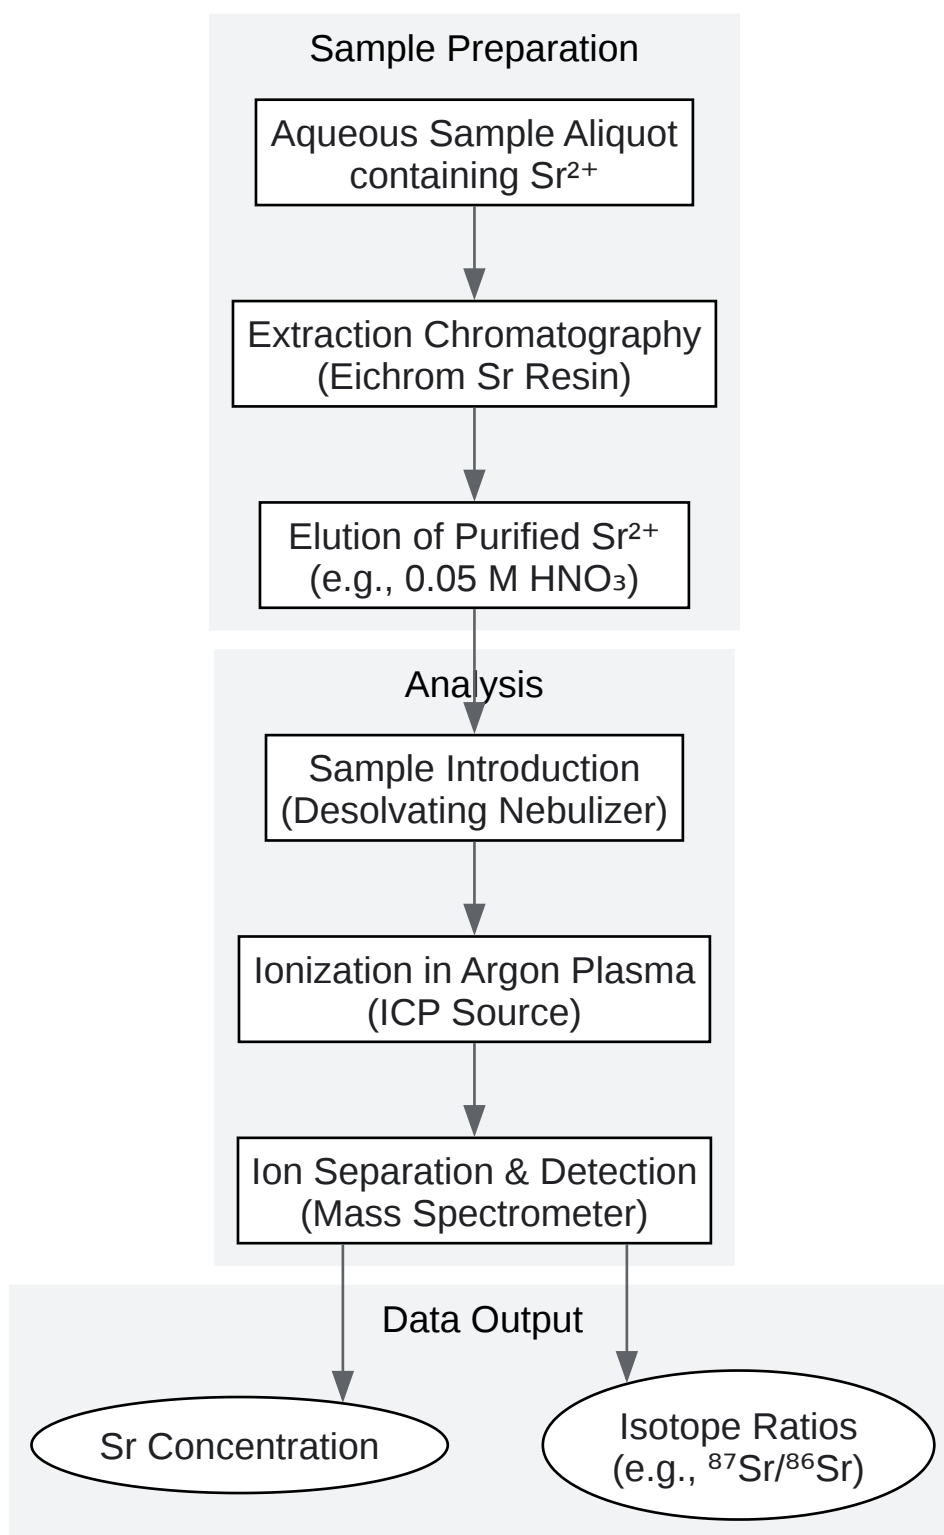 Sample Preparation
Aqueous Sample Aliquot
containing Sr²⁺
Extraction Chromatography
(Eichrom Sr Resin)
Elution of Purified Sr²⁺
(e.g., 0.05 M HNO₃)
Analysis
Sample Introduction
(Desolvating Nebulizer)
Ionization in Argon Plasma
(ICP Source)
Ion Separation & Detection
(Mass Spectrometer)
Data Output
Sr Concentration
Isotope Ratios
(e.g., ⁸⁷Sr/⁸⁶Sr)